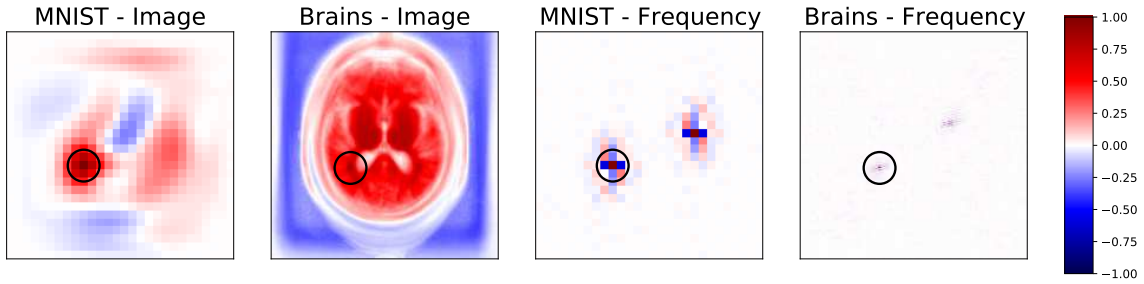 MNIST - Image
Brains - Image
MNIST - Frequency
Brains - Frequency
1.00
0.75
0.50
0.25
0.00
−0.25
−0.50
−0.75
−1.00